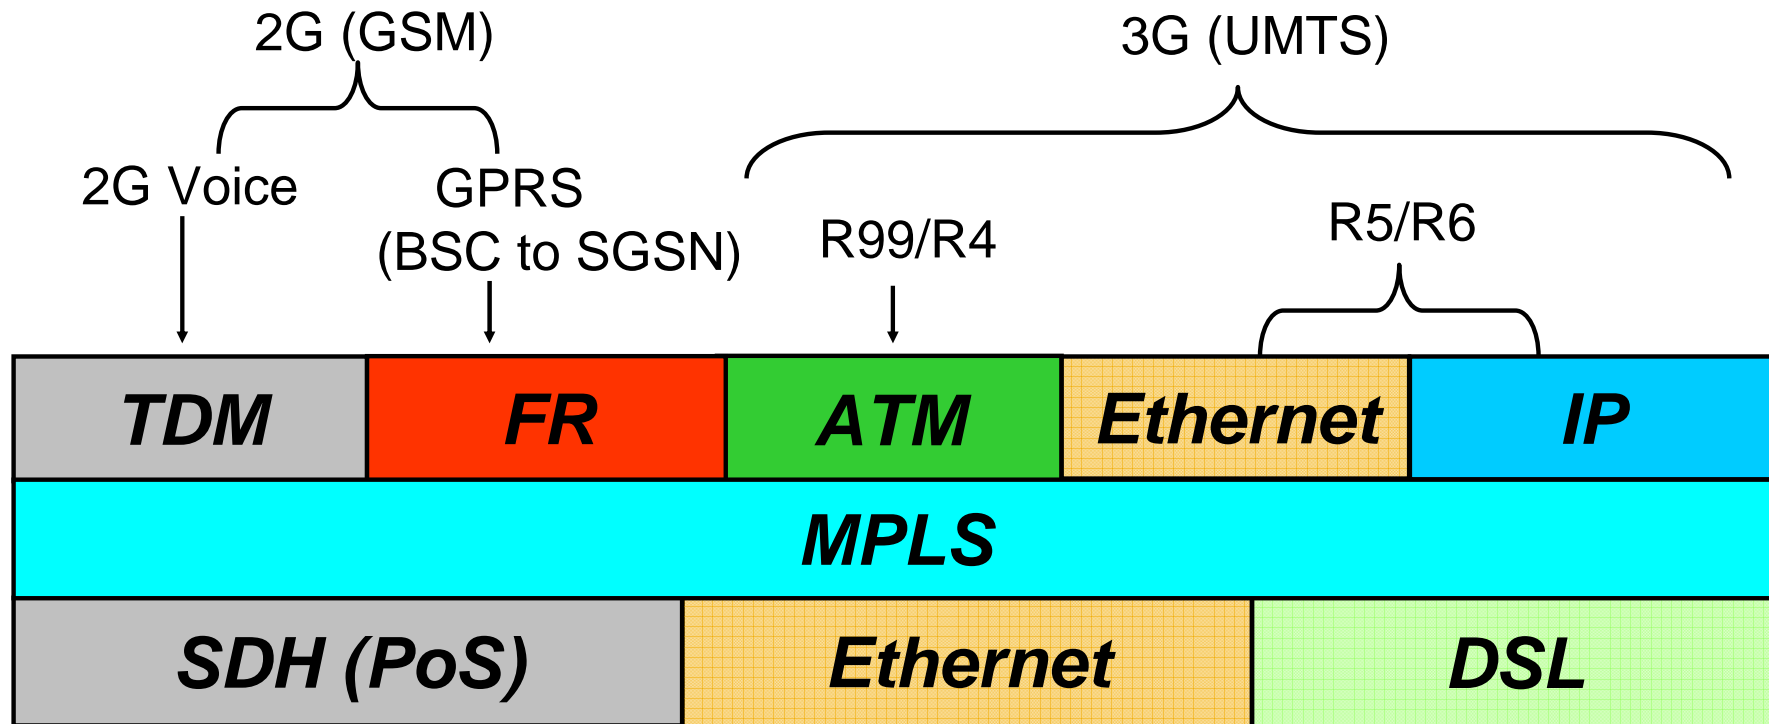 2G (GSM)
3G (UMTS)
2G Voice
GPRS
(BSC to SGSN)
R99/R4
R5/R6
TDM
FR
ATM
Ethernet
IP
MPLS
SDH (PoS)
Ethernet
DSL